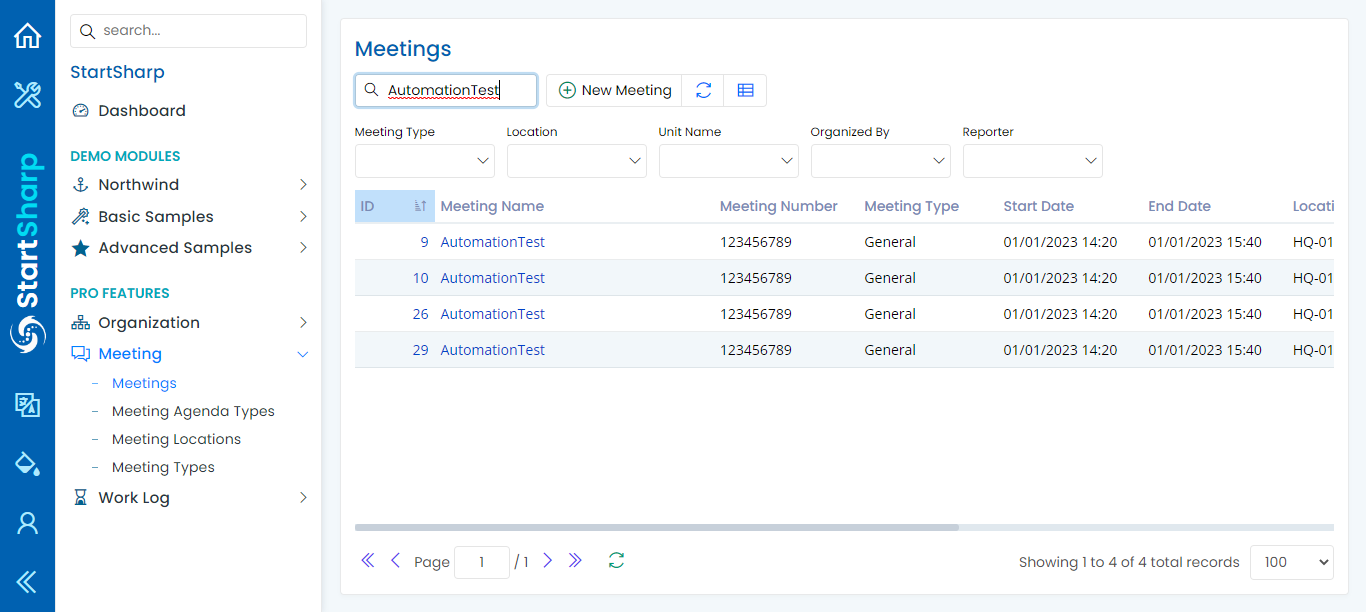 StartSharp
search...
StartSharp
Dashboard
DEMO MODULES
Northwind
Basic Samples
Advanced Samples
PRO FEATURES
Organization
Meeting
– Meetings
– Meeting Agenda Types
– Meeting Locations
– Meeting Types
Work Log
Meetings
AutomationTest New Meeting
Meeting Type Location Unit Name Organized By Reporter
ID Meeting Name Meeting Number Meeting Type Start Date End Date Locati
9 AutomationTest 123456789 General 01/01/2023 14:20 01/01/2023 15:40 HQ-01
10 AutomationTest 123456789 General 01/01/2023 14:20 01/01/2023 15:40 HQ-01
26 AutomationTest 123456789 General 01/01/2023 14:20 01/01/2023 15:40 HQ-01
29 AutomationTest 123456789 General 01/01/2023 14:20 01/01/2023 15:40 HQ-01
Page 1 / 1 Showing 1 to 4 of 4 total records 100